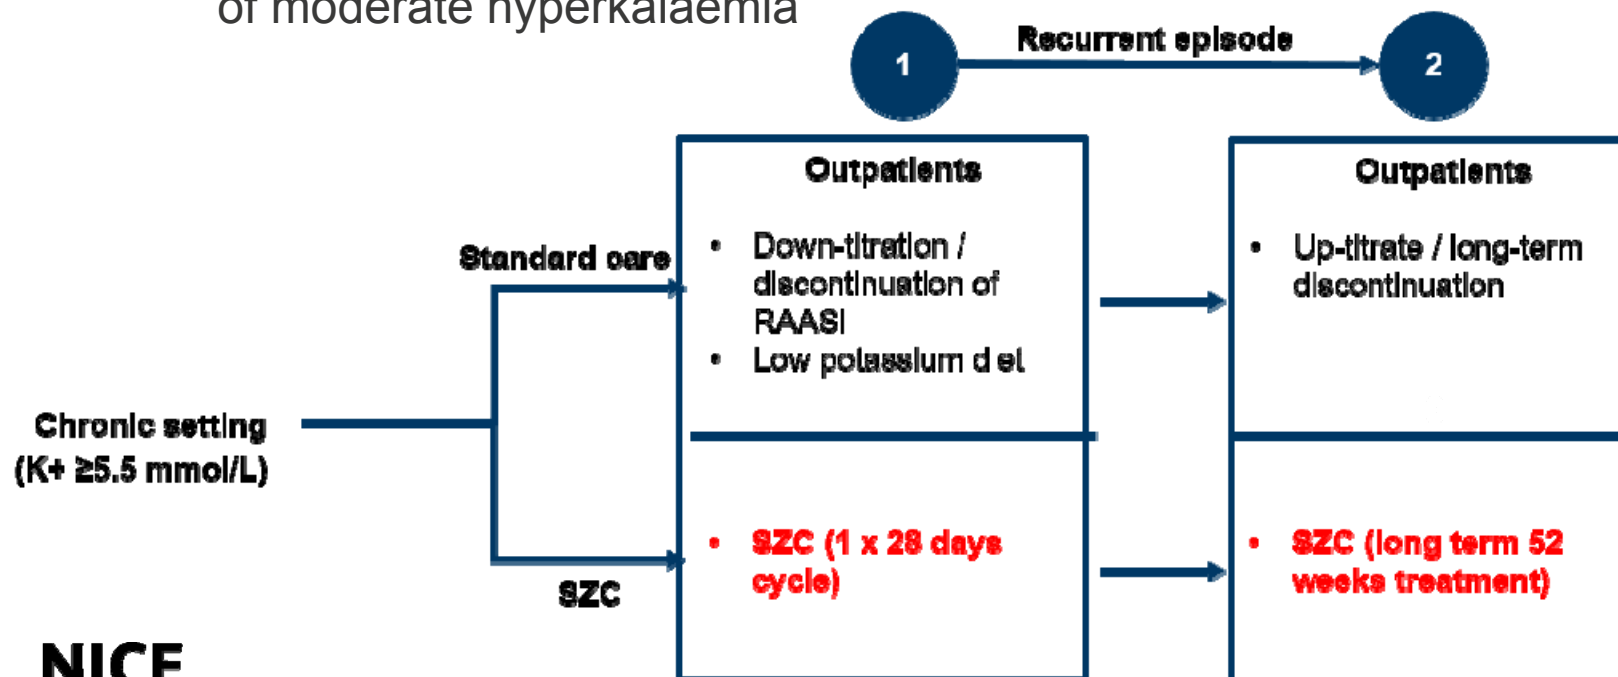 of moderate hyperkalaemia
1
Recurrent episode
2
Outpatients
• Down-titration /
discontinuation of
RAASI
• Low potassium diet
Outpatients
• Up-titrate / long-term
discontinuation
Standard care
Chronic setting
(K+ ≥5.5 mmol/L)
SZC
• SZC (1 x 28 days
cycle)
• SZC (long term 52
weeks treatment)
NICE